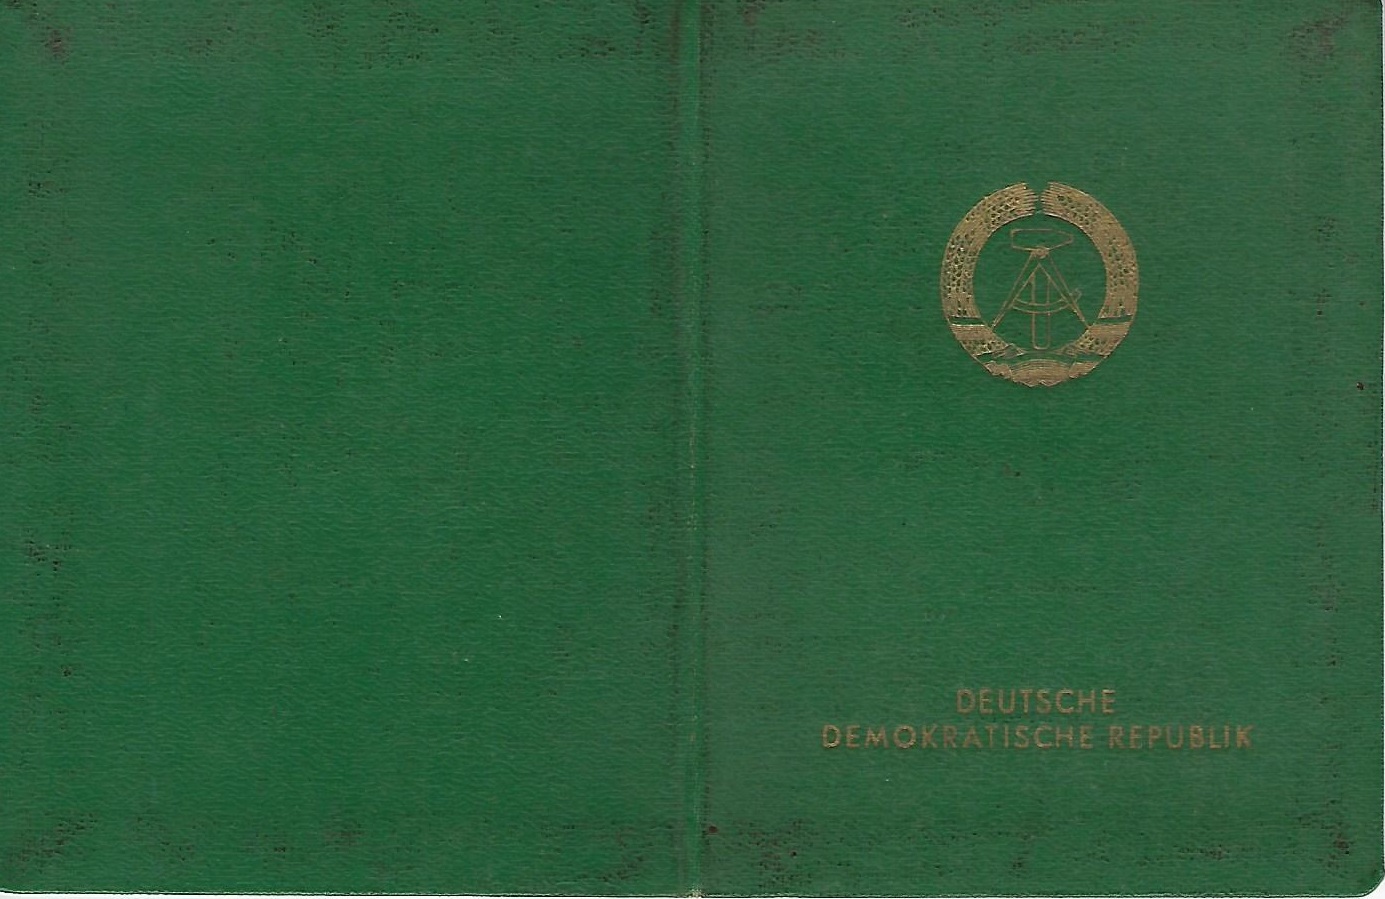 DEUTSCHE
DEMOKRATISCHE REPUBLIK